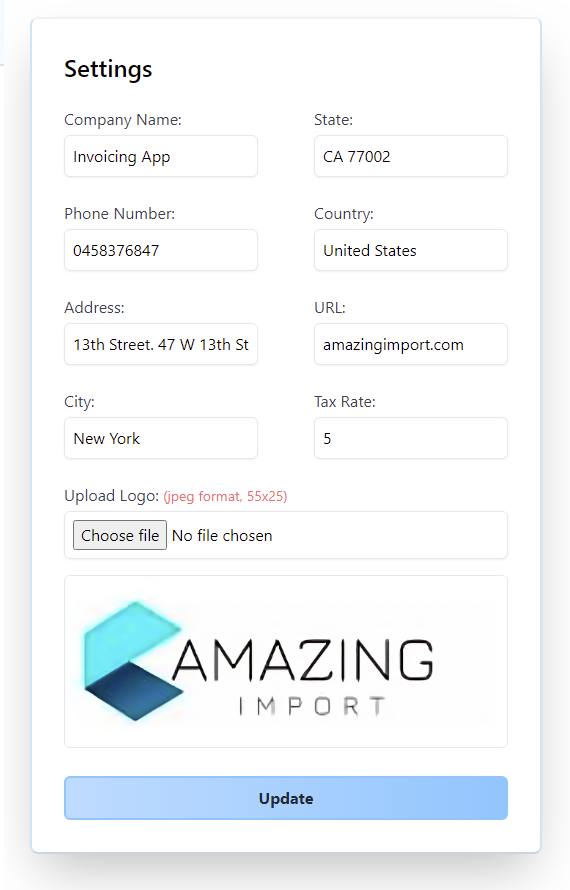 Settings
Company Name:
State:
Invoicing App
CA 77002
Phone Number:
Country:
0458376847
United States
Address:
URL:
13th Street. 47 W 13th St
amazingimport.com
City:
Tax Rate:
New York
5
Upload Logo: (jpeg format, 55x25)
Choose file No file chosen
AMAZING
IMPORT
Update